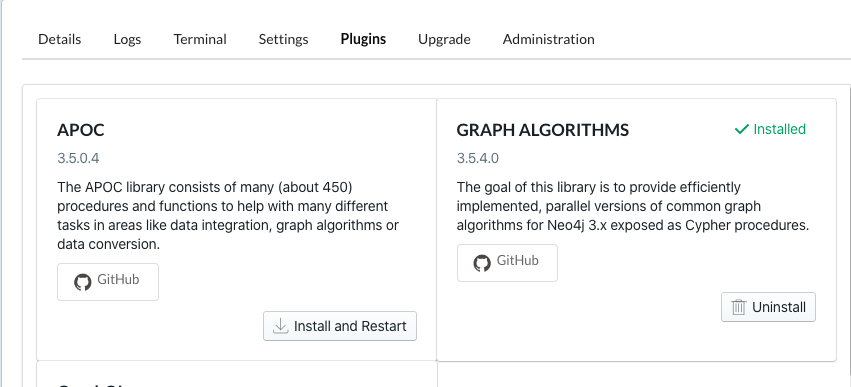 Details Logs Terminal Settings Plugins Upgrade Administration
APOC
3.5.0.4
The APOC library consists of many (about 450)
procedures and functions to help with many different
tasks in areas like data integration, graph algorithms or
data conversion.
GitHub
Install and Restart
GRAPH ALGORITHMS
Installed
3.5.4.0
The goal of this library is to provide efficiently
implemented, parallel versions of common graph
algorithms for Neo4j 3.x exposed as Cypher procedures.
GitHub
Uninstall